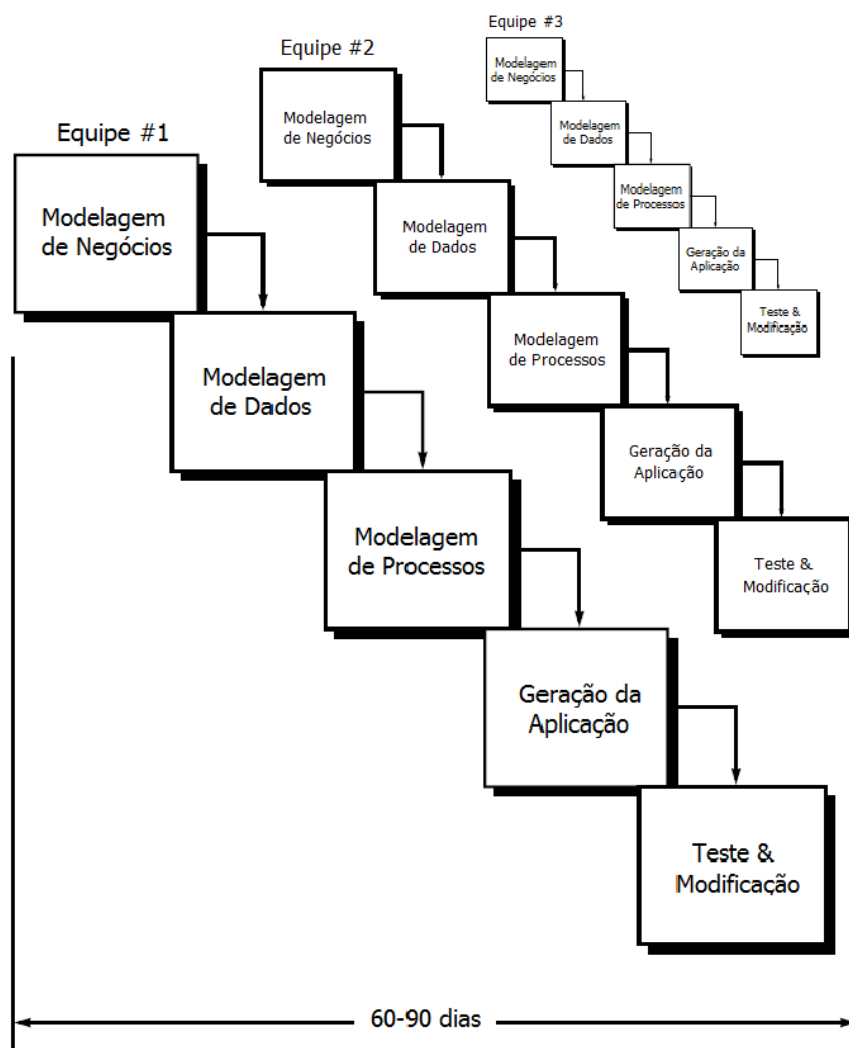 Equipe #1
Modelagem
de Negócios
Modelagem
de Dados
Modelagem
de Processos
Geração da
Aplicação
Teste &
Modificação
Equipe #2
Modelagem
de Negócios
Modelagem
de Dados
Modelagem
de Processos
Geração da
Aplicação
Teste &
Modificação
Equipe #3
Modelagem
de Negócios
Modelagem
de Dados
Modelagem
de Processos
Geração da
Aplicação
Teste &
Modificação
60-90 dias